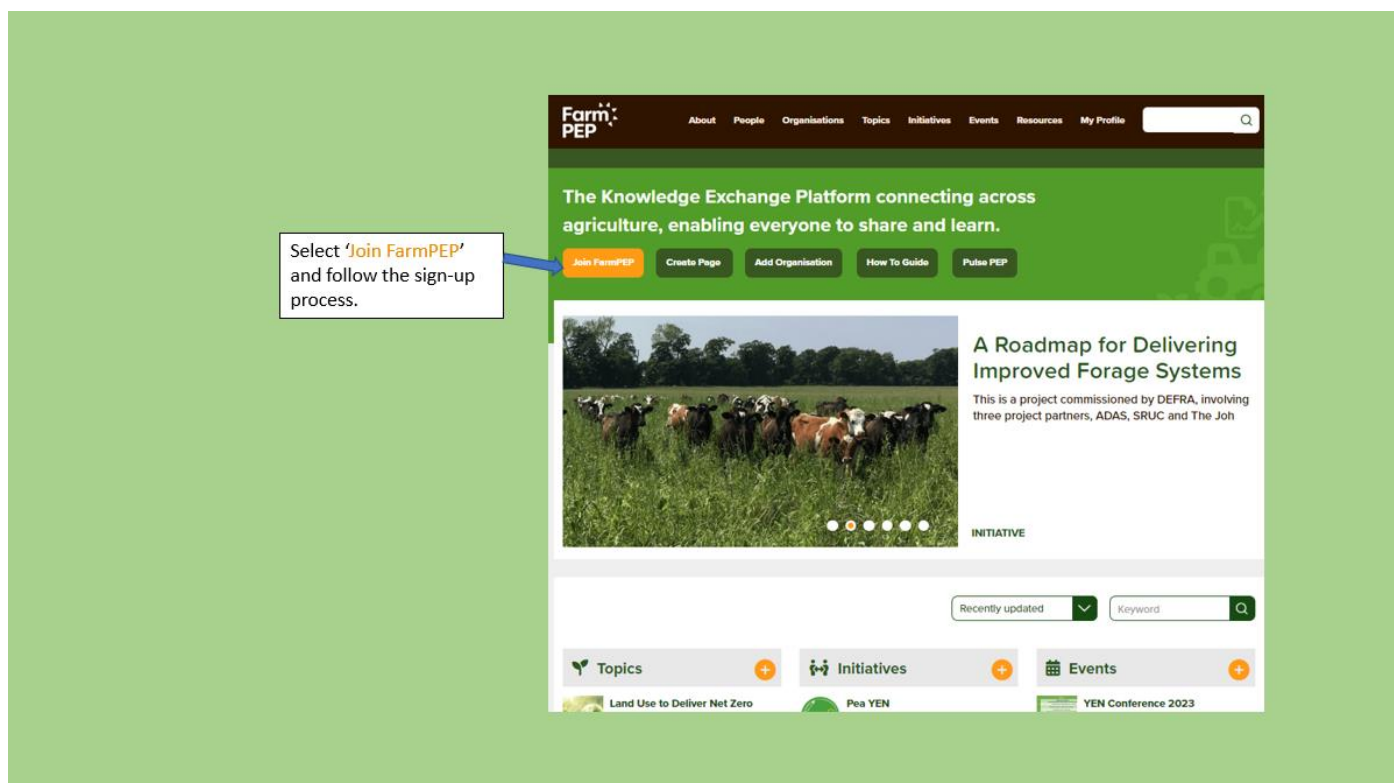 Farm
PEP
About People Organisations Topics Initiatives Events Resources My Profile
The Knowledge Exchange Platform connecting across
agriculture, enabling everyone to share and learn.
Select ‘Join FarmPEP’
and follow the sign-up
process.
Join FarmPEP Create Page Add Organisation How To Guide Pulse PEP
A Roadmap for Delivering
Improved Forage Systems
This is a project commissioned by DEFRA, involving
three project partners, ADAS, SRUC and The Joh
INITIATIVE
Recently updated Keyword
Topics Initiatives Events
Land Use to Deliver Net Zero Pea YEN YEN Conference 2023